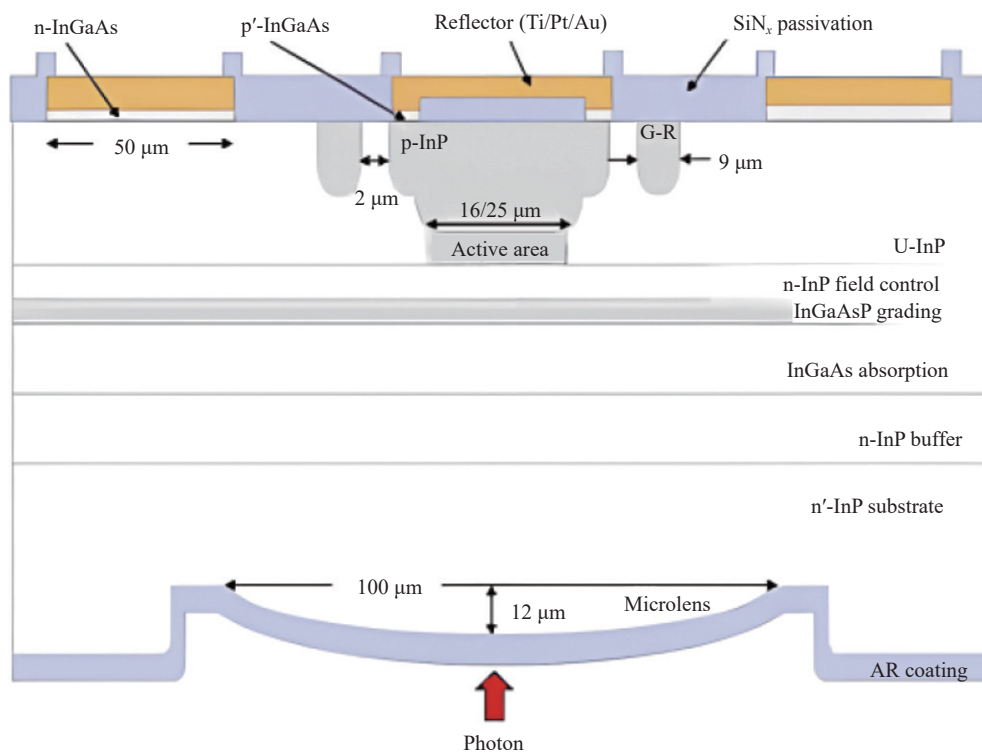 n-InGaAs
p′-InGaAs
Reflector (Ti/Pt/Au)
SiNx passivation
50 μm
p-InP
G-R
2 μm
9 μm
16/25 μm
Active area
U-InP
n-InP field control
InGaAsP grading
InGaAs absorption
n-InP buffer
n′-InP substrate
100 μm
12 μm
Microlens
AR coating
Photon